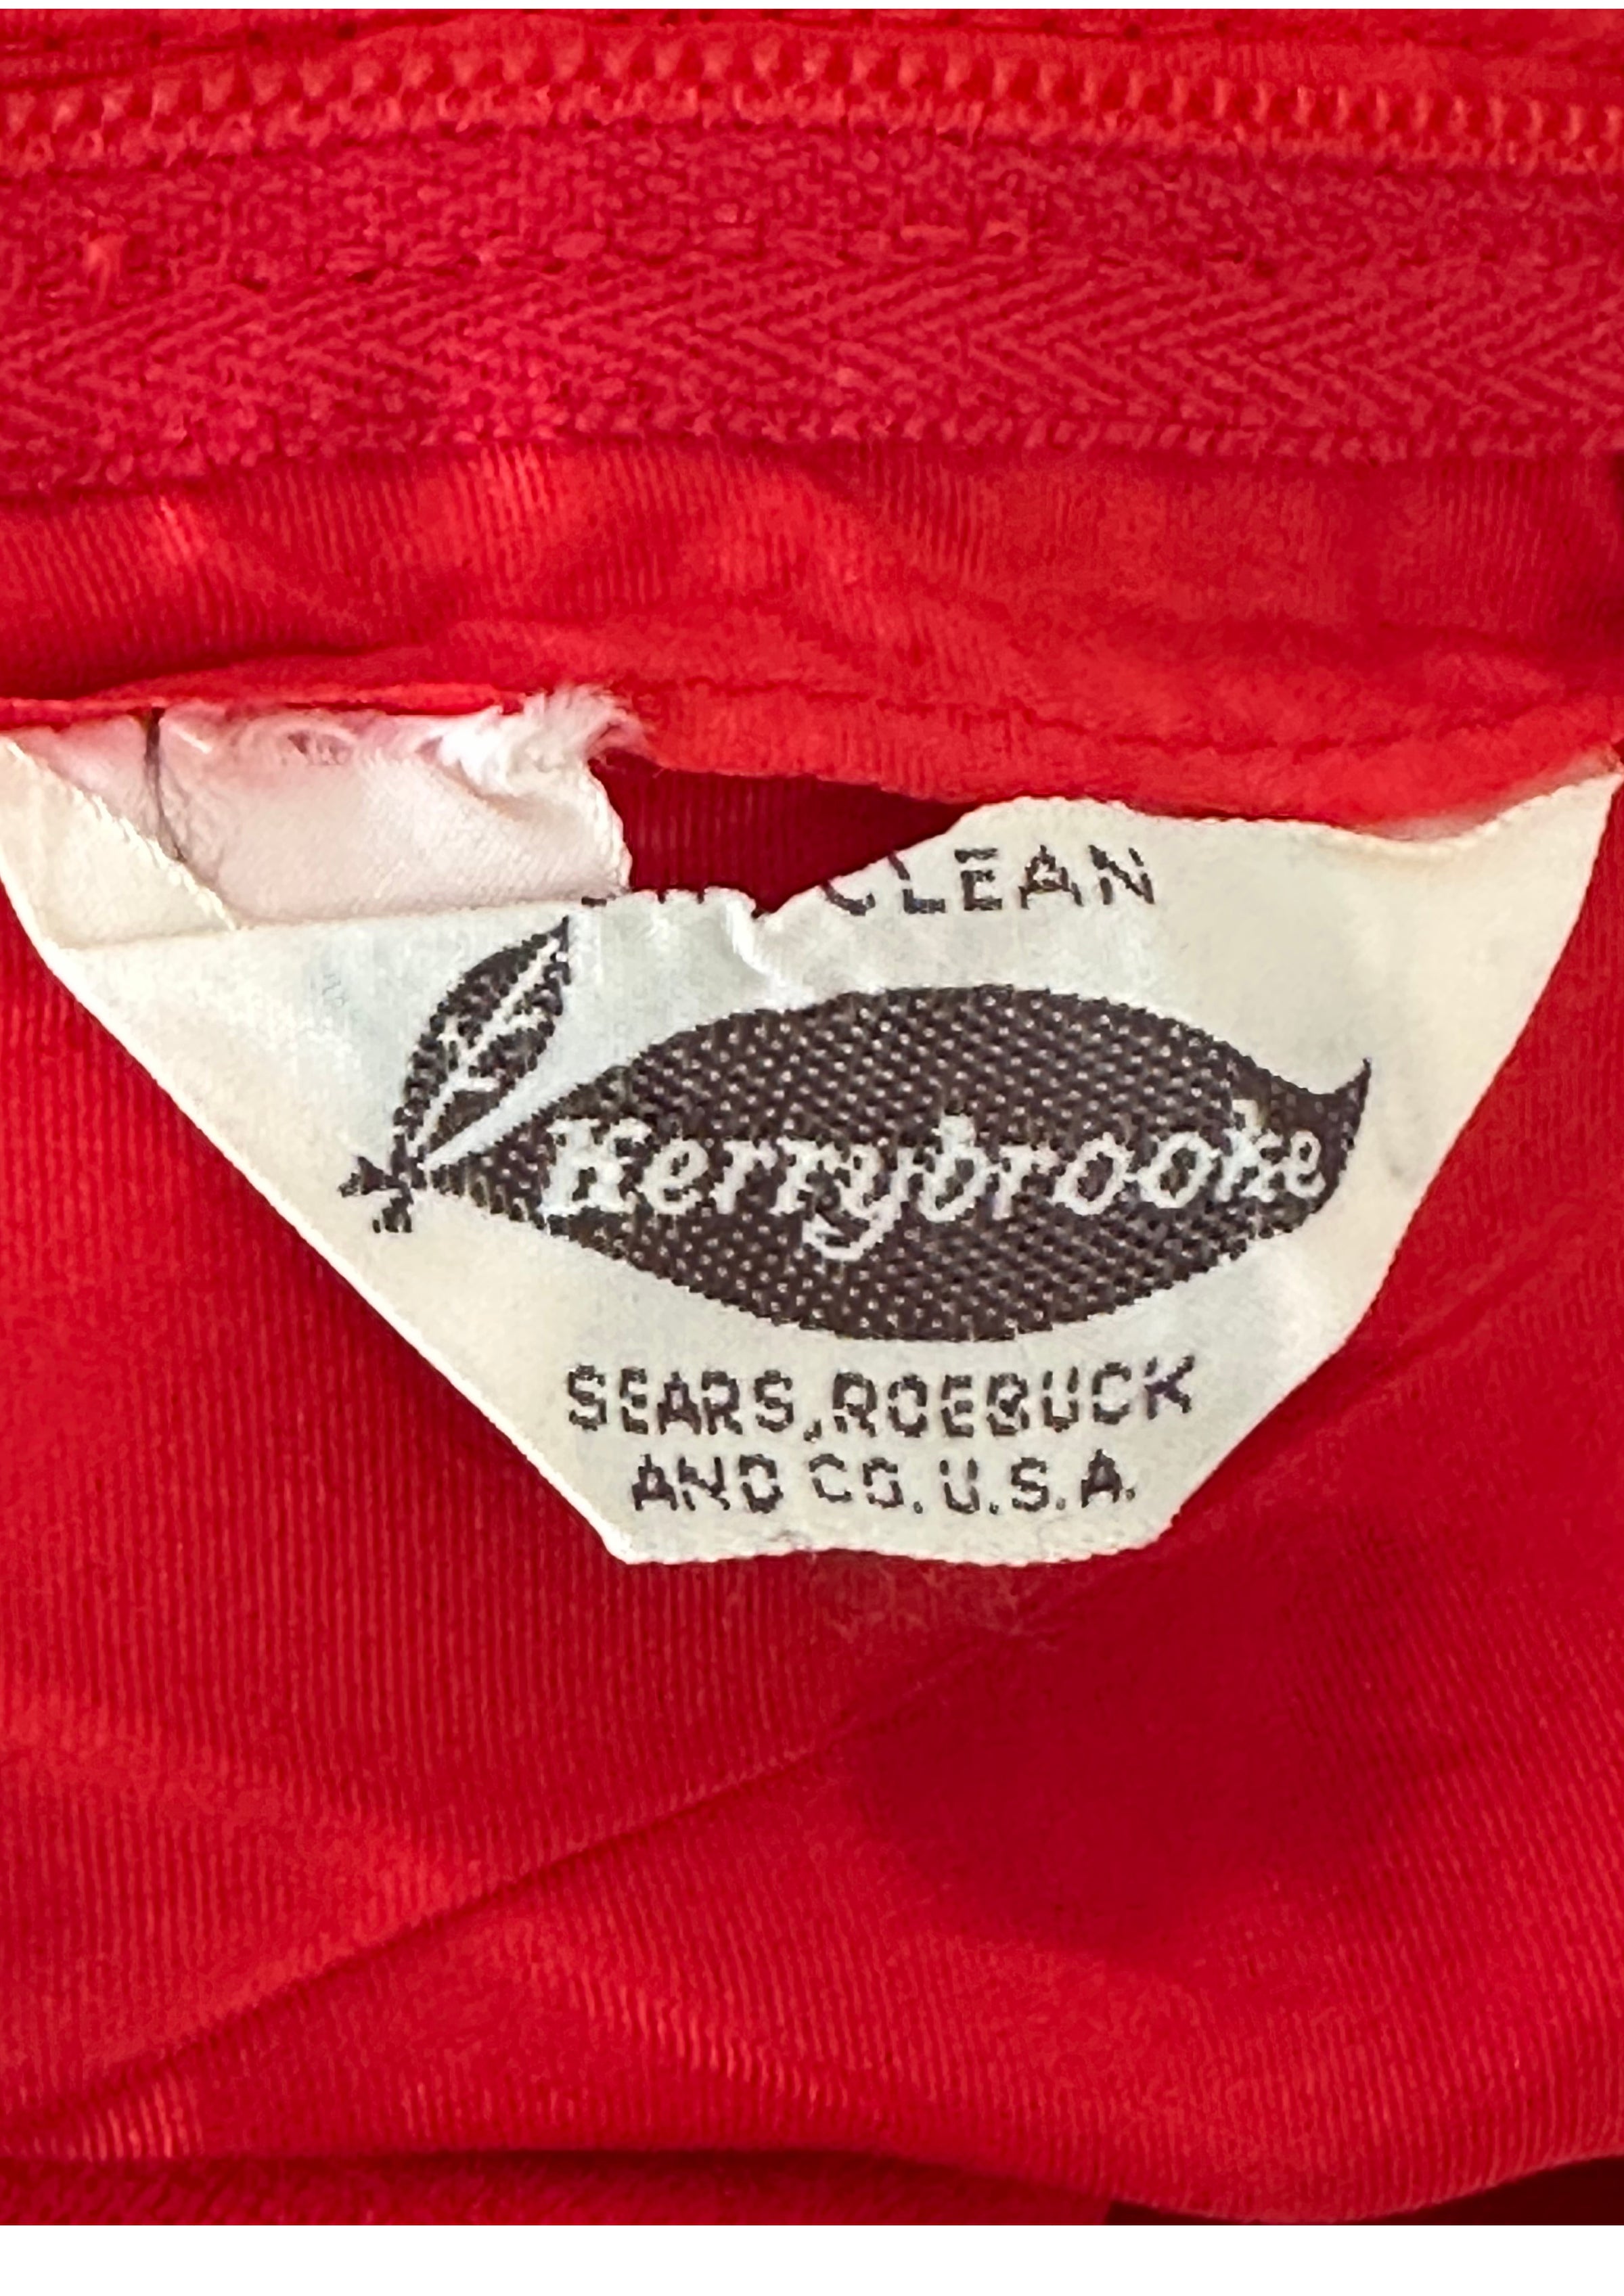 CLEAN
Kerrybrooke
SEARS, ROEBUCK
AND CO. U.S.A.